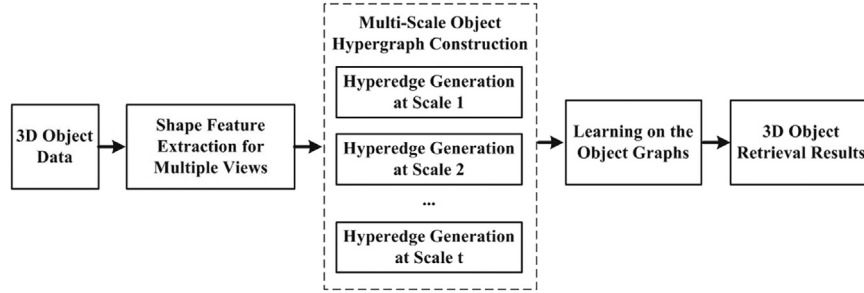 3D Object
Data
Shape Feature
Extraction for
Multiple Views
Multi-Scale Object
Hypergraph Construction
Hyperedge Generation
at Scale 1
Hyperedge Generation
at Scale 2
...
Hyperedge Generation
at Scale t
Learning on the
Object Graphs
3D Object
Retrieval Results